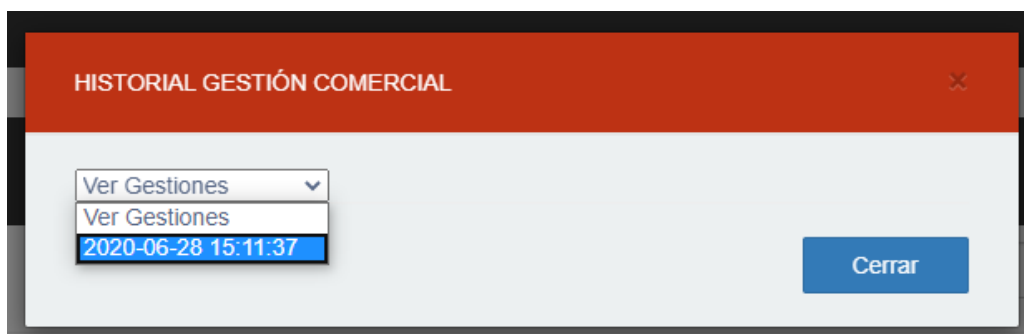 HISTORIAL GESTIÓN COMERCIAL
Ver Gestiones
Ver Gestiones
2020-06-28 15:11:37
Cerrar